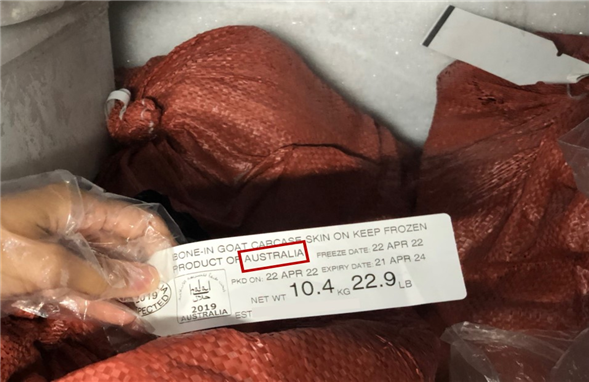 BONE-IN GOAT CARCASE SKIN ON KEEP FROZEN
PRODUCT OF AUSTRALIA FREEZE DATE: 22 APR 22
PKD ON: 22 APR 22 EXPIRY DATE: 21 APR 24
NET WT 10.4 KG 22.9 LB
2019
2019
AUSTRALIA
EST